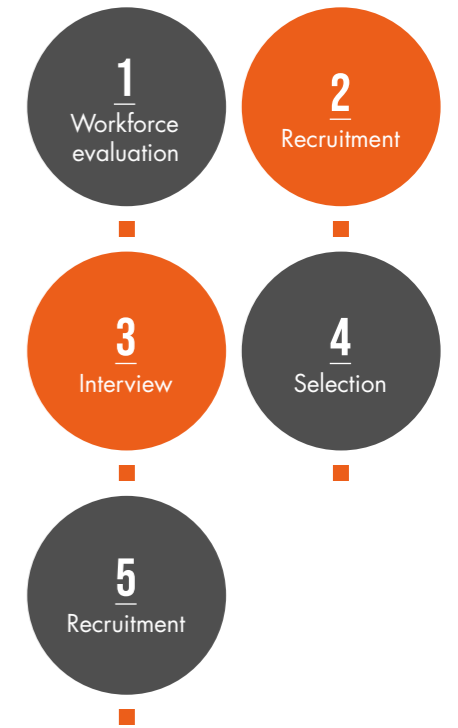 1
Workforce
evaluation
2
Recruitment
3
Interview
4
Selection
5
Recruitment